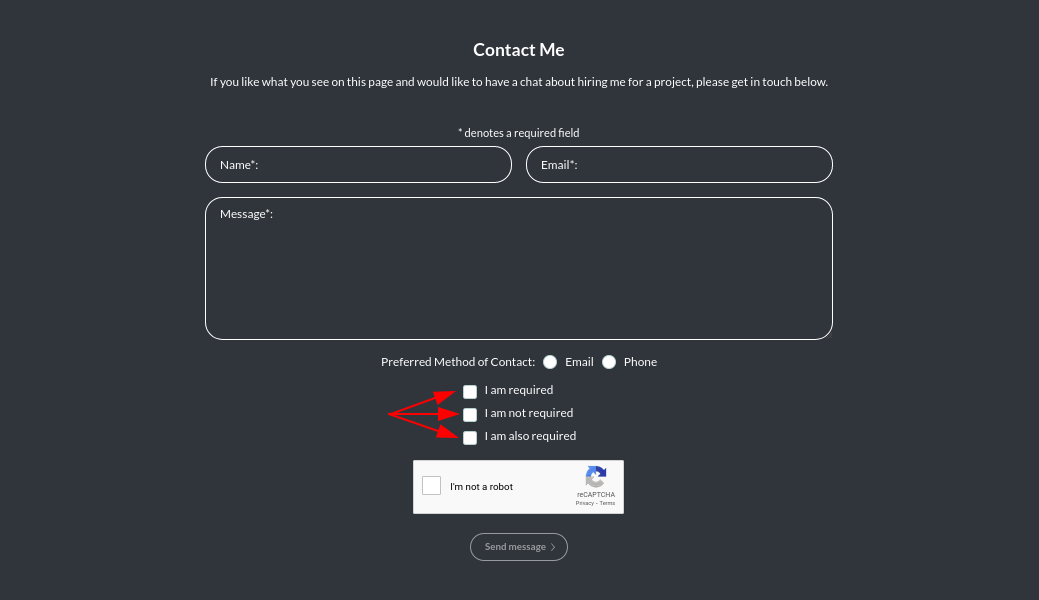 Contact Me
If you like what you see on this page and would like to have a chat about hiring me for a project, please get in touch below.
* denotes a required field
Name*: Email*:
Message*:
Preferred Method of Contact: Email Phone
I am required
I am not required
I am also required
I'm not a robot
reCAPTCHA
Privacy - Terms
Send message